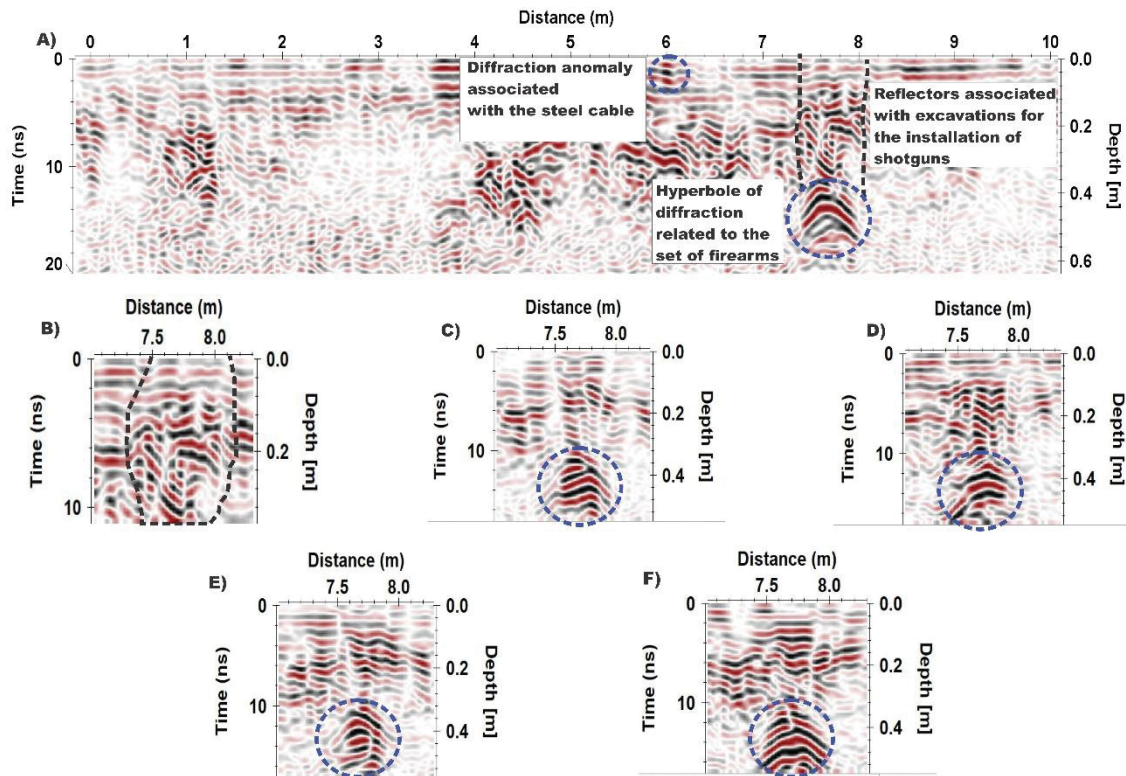 Distance (m)
A)
0 1 2 3 4 5 6 7 8 9 10
Time (ns)
0
10
20
Depth [m]
0.0
0.2
0.4
0.6
Diffraction anomaly
associated
with the steel cable
Reflectors associated
with excavations for
the installation of
shotguns
Hyperbole of
diffraction
related to the
set of firearms
B)
Distance (m)
7.5 8.0
Time (ns)
0
10
Depth [m]
0.0
0.2
C)
Distance (m)
7.5 8.0
Time (ns)
0
10
Depth [m]
0.0
0.2
0.4
D)
Distance (m)
7.5 8.0
Time (ns)
0
10
Depth [m]
0.0
0.2
0.4
E)
Distance (m)
7.5 8.0
Time (ns)
0
10
Depth [m]
0.0
0.2
0.4
F)
Distance (m)
7.5 8.0
Time (ns)
0
10
Depth [m]
0.0
0.2
0.4